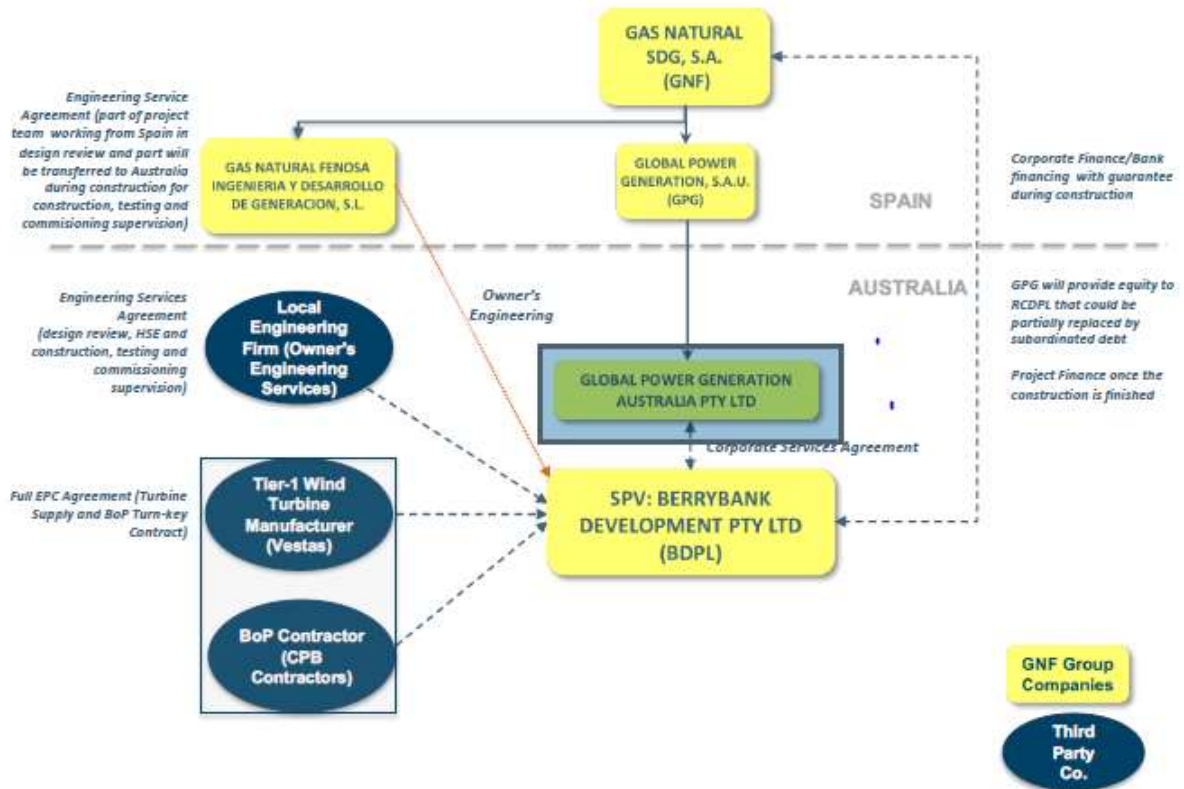 GAS NATURAL
SDG, S.A.
(GNF)
Engineering Service
Agreement (part of project
team working from Spain in
design review and part will
be transferred to Australia
during construction for
construction, testing and
commisioning supervision)
GAS NATURAL FENOSA
INGENIERIA Y DESARROLLO
DE GENERACION, S.L.
GLOBAL POWER
GENERATION, S.A.U.
(GPG)
SPAIN
Corporate Finance/Bank
financing with guarantee
during construction
AUSTRALIA
Engineering Services
Agreement
(design review, HSE and
construction, testing and
commissioning
supervision)
Local
Engineering
Firm (Owner's
Engineering
Services)
Owner's
Engineering
GPG will provide equity to
RCDPL that could be
partially replaced by
subordinated debt
Project Finance once the
construction is finished
GLOBAL POWER GENERATION
AUSTRALIA PTY LTD
Corporate Services Agreement
Full EPC Agreement (Turbine
Supply and BoP Turn-key
Contract)
Tier-1 Wind
Turbine
Manufacturer
(Vestas)
SPV: BERRYBANK
DEVELOPMENT PTY LTD
(BDPL)
BoP Contractor
(CPB
Contractors)
GNF Group
Companies
Third
Party
Co.